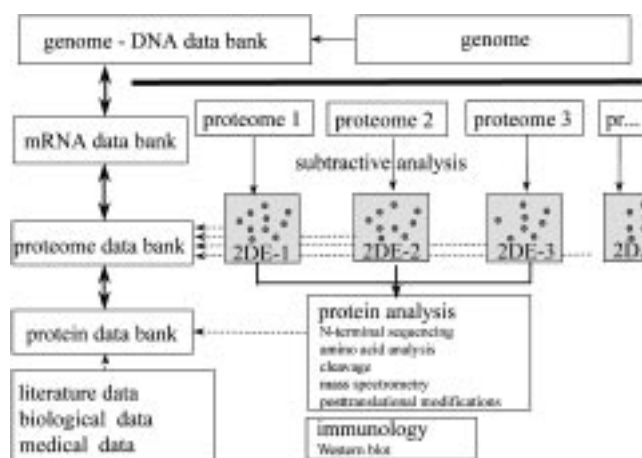 genome - DNA data bank
genome
proteome 1
proteome 2
proteome 3
pr...
mRNA data bank
subtractive analysis
proteome data bank
2DE-1
2DE-2
2DE-3
2D
protein data bank
protein analysis
N-terminal sequencing
amino acid analysis
cleavage
mass spectrometry
posttranslational modifications
literature data
biological data
medical data
immunology
Western blot